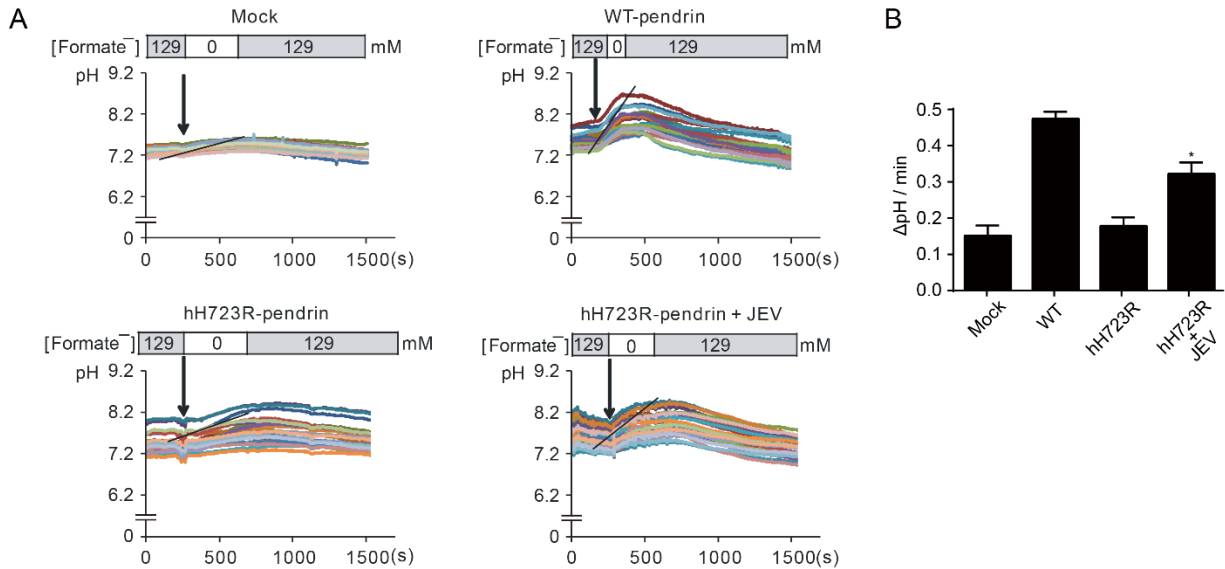 A
Mock
[Formate⁻] 129 0 129 mM
pH
9.2
8.2
7.2
6.2
0
0 500 1000 1500(s)
WT-pendrin
[Formate⁻] 129 0 129 mM
pH
9.2
8.2
7.2
6.2
0
0 500 1000 1500(s)
hH723R-pendrin
[Formate⁻] 129 0 129 mM
pH
9.2
8.2
7.2
6.2
0
0 500 1000 1500(s)
hH723R-pendrin + JEV
[Formate⁻] 129 0 129 mM
pH
9.2
8.2
7.2
6.2
0
0 500 1000 1500(s)
B
ΔpH / min
0.5
0.4
0.3
0.2
0.1
0.0
*
Mock
WT
hH723R
hH723R
+
JEV